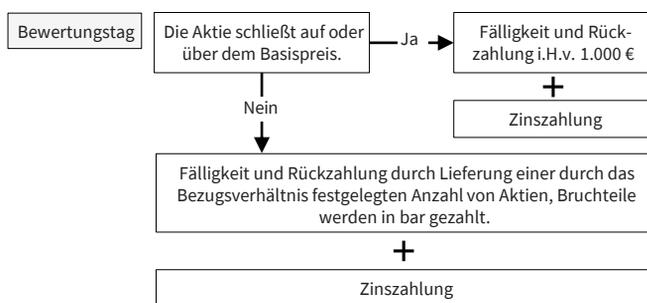 Bewertungstag
Die Aktie schließt auf oder
über dem Basispreis.
Ja
Fälligkeit und Rück-
zahlung i.H.v. 1.000 €
+
Zinszahlung
Nein
Fälligkeit und Rückzahlung durch Lieferung einer durch das
Bezugsverhältnis festgelegten Anzahl von Aktien, Bruchteile
werden in bar gezahlt.
+
Zinszahlung